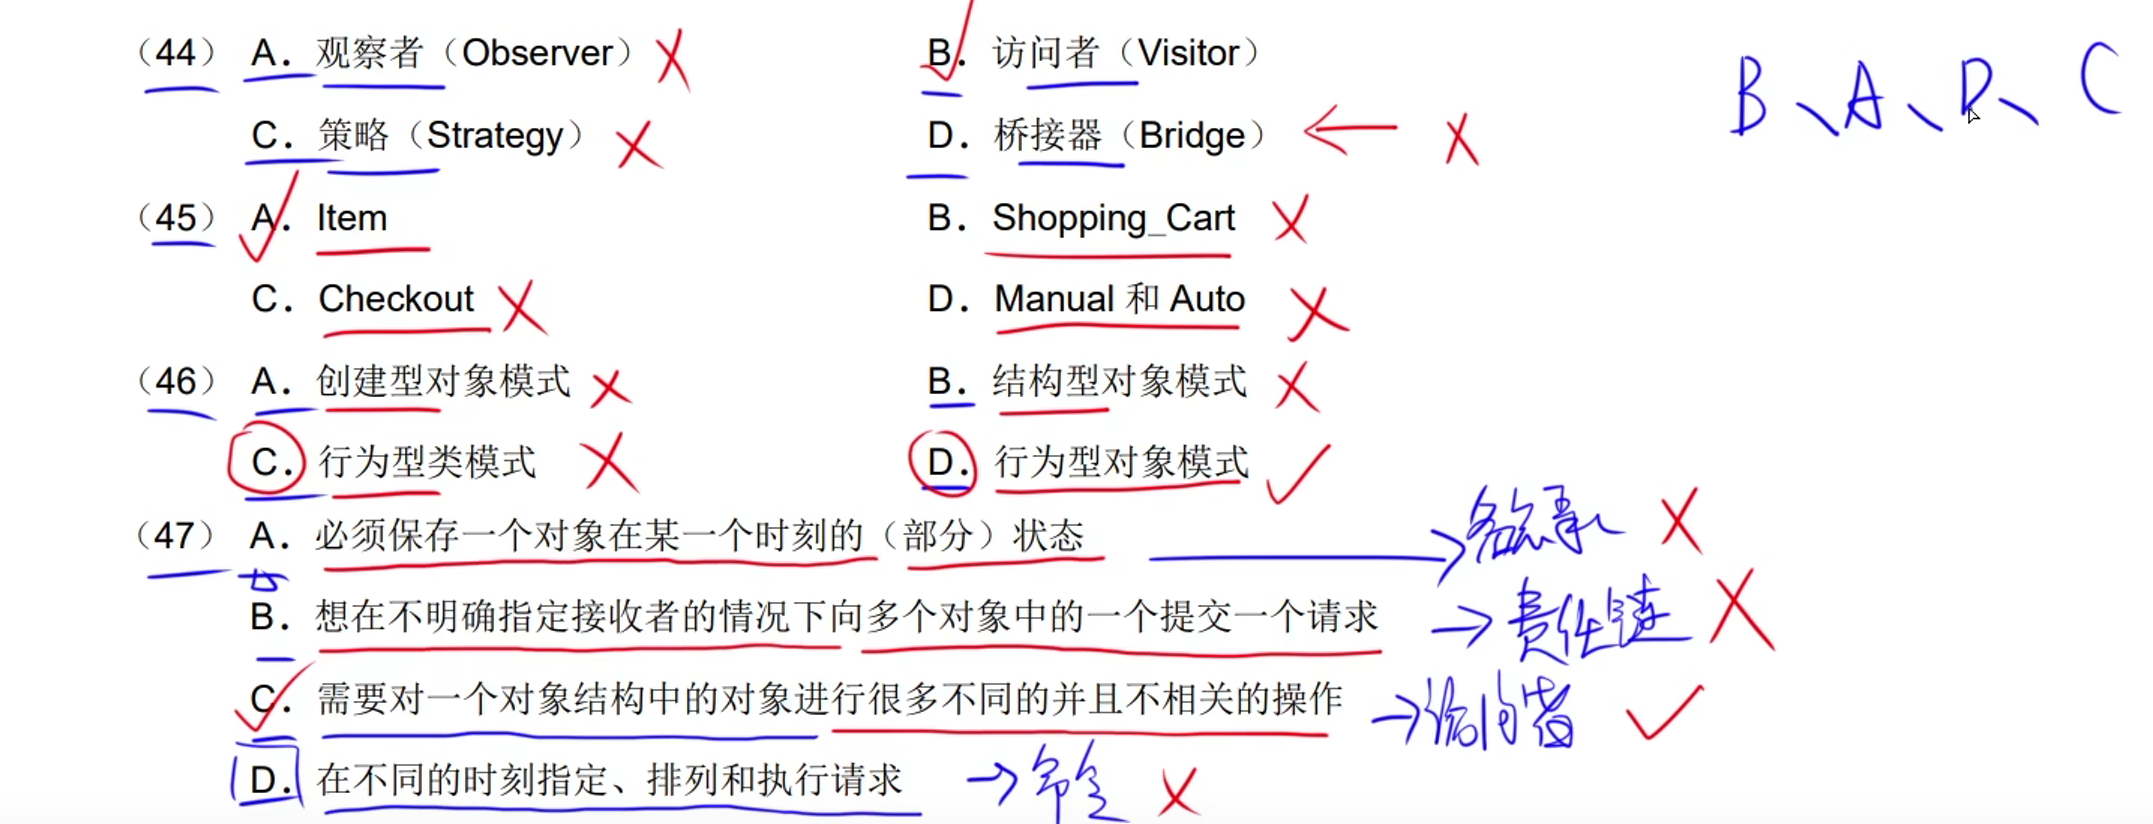 （44） A. 观察者（Observer） B. 访问者（Visitor）
B、A、D、C
C. 策略（Strategy） D. 桥接器（Bridge）
（45） A. Item B. Shopping_Cart
C. Checkout D. Manual 和 Auto
（46） A. 创建型对象模式 B. 结构型对象模式
C. 行为型类模式 D. 行为型对象模式
（47） A. 必须保存一个对象在某一个时刻的（部分）状态
B. 想在不明确指定接收者的情况下向多个对象中的一个提交一个请求 责任链
C. 需要对一个对象结构中的对象进行很多不同的并且不相关的操作 访问者
D. 在不同的时刻指定、排列和执行请求 命令